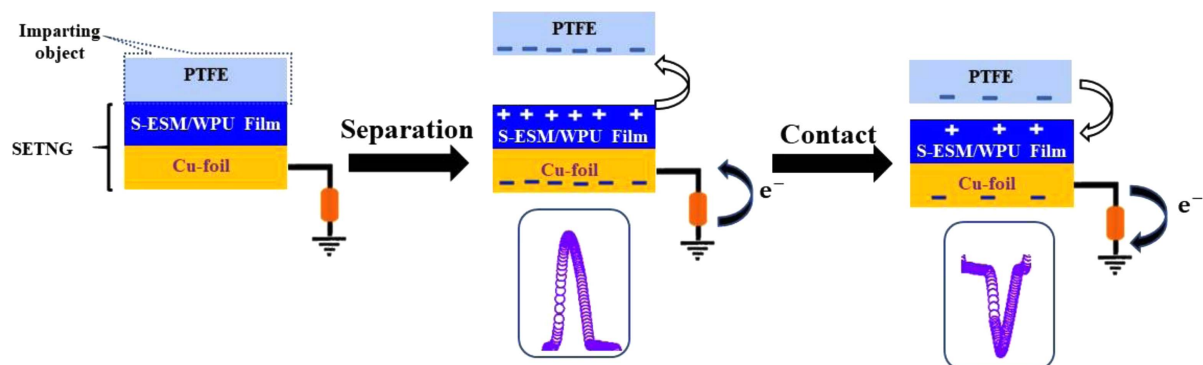 Imparting
object
PTFE
S-ESM/WPU Film
SETNG
Cu-foil
Separation
PTFE
+ + + + + +
S-ESM/WPU Film
Cu-foil
e⁻
Contact
PTFE
+ + +
S-ESM/WPU Film
Cu-foil
e⁻